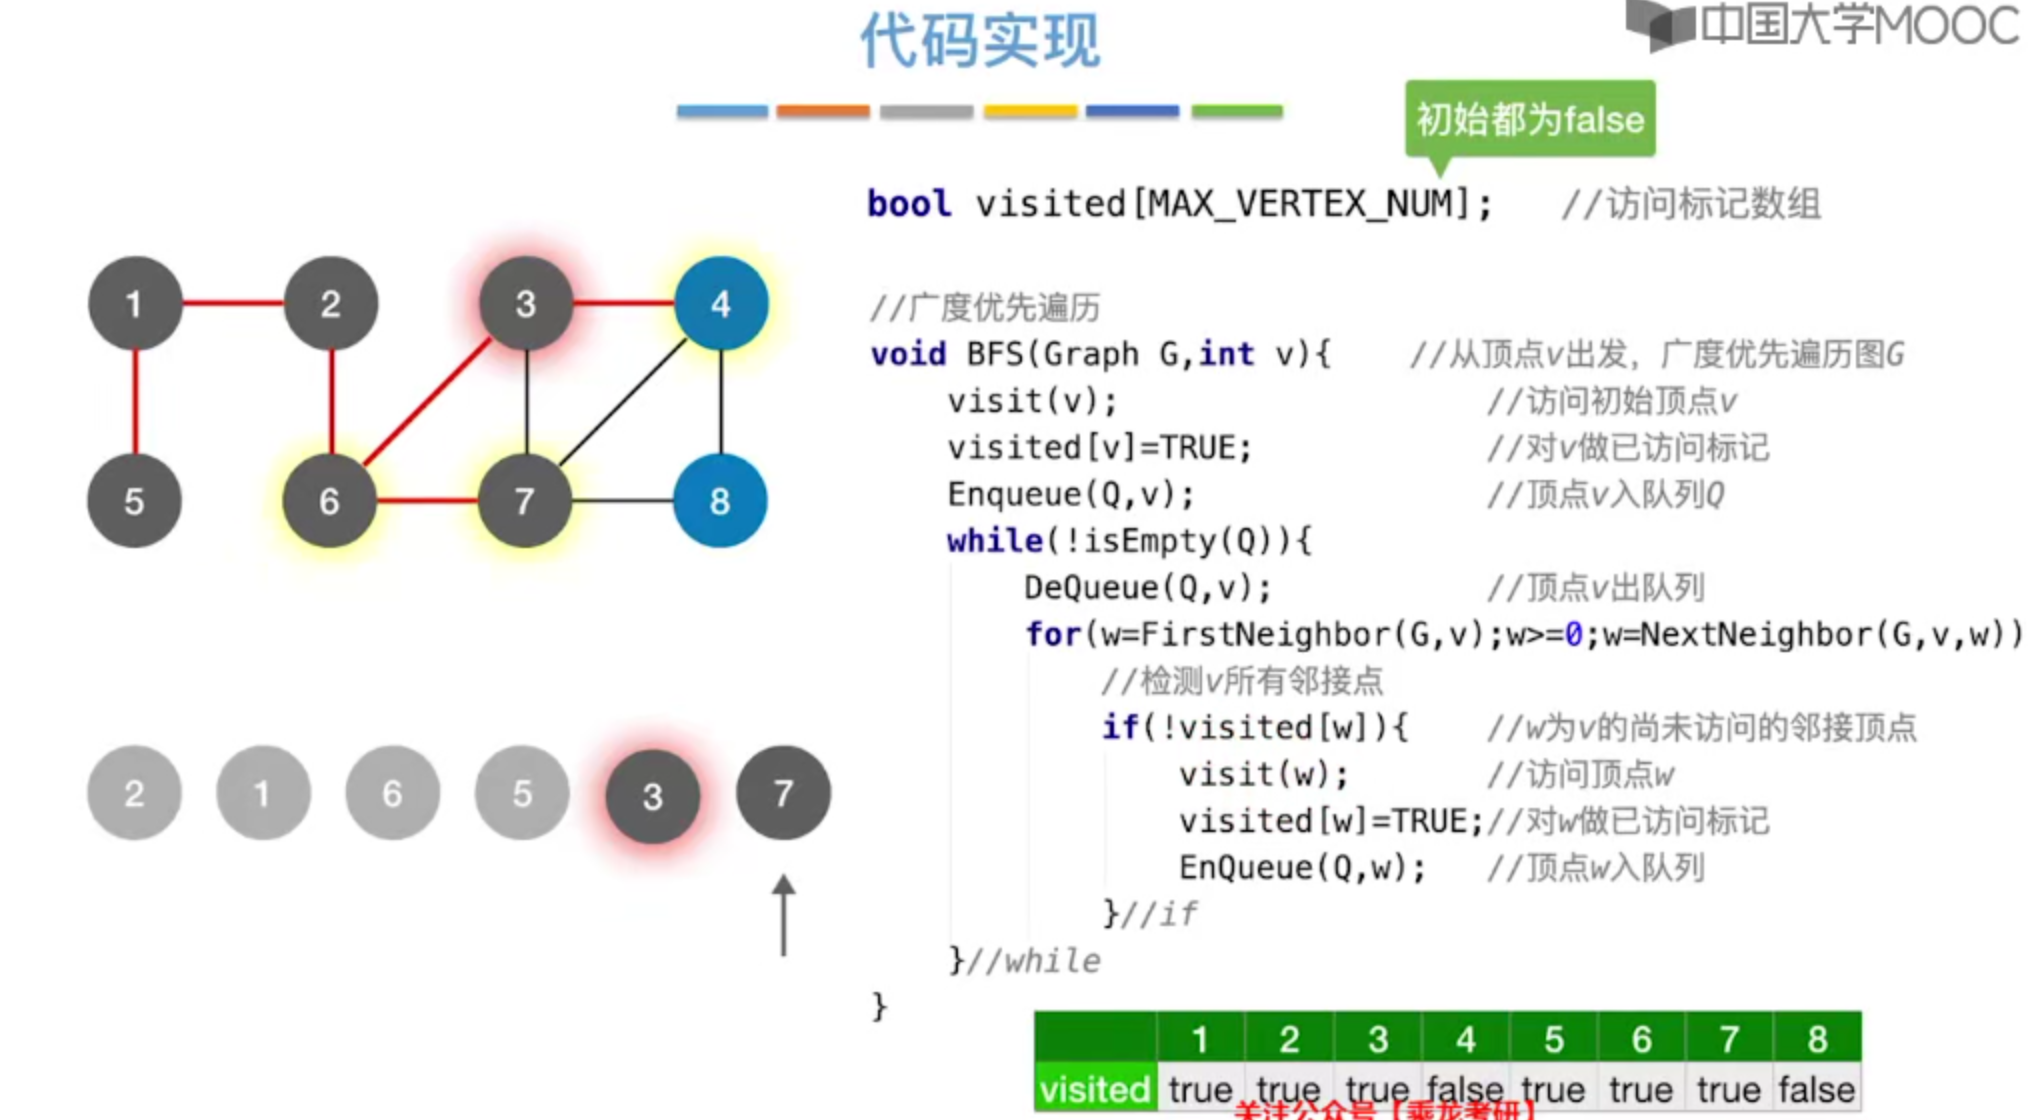 代码实现
中国大学MOOC
初始都为false
bool visited[MAX_VERTEX_NUM]; //访问标记数组
//广度优先遍历
void BFS(Graph G,int v){ //从顶点v出发，广度优先遍历图G
visit(v); //访问初始顶点v
visited[v]=TRUE; //对v做已访问标记
Enqueue(Q,v); //顶点v入队列Q
while(!isEmpty(Q)){
DeQueue(Q,v); //顶点v出队列
for(w=FirstNeighbor(G,v);w>=0;w=NextNeighbor(G,v,w))
//检测v所有邻接点
if(!visited[w]){ //w为v的尚未访问的邻接顶点
visit(w); //访问顶点w
visited[w]=TRUE;//对w做已访问标记
EnQueue(Q,w); //顶点w入队列
}//if
}//while
}
1 2 3 4
5 6 7 8
2 1 6 5 3 7
1 2 3 4 5 6 7 8
visited true true true false true true true false
关注公众号【乘龙考研】